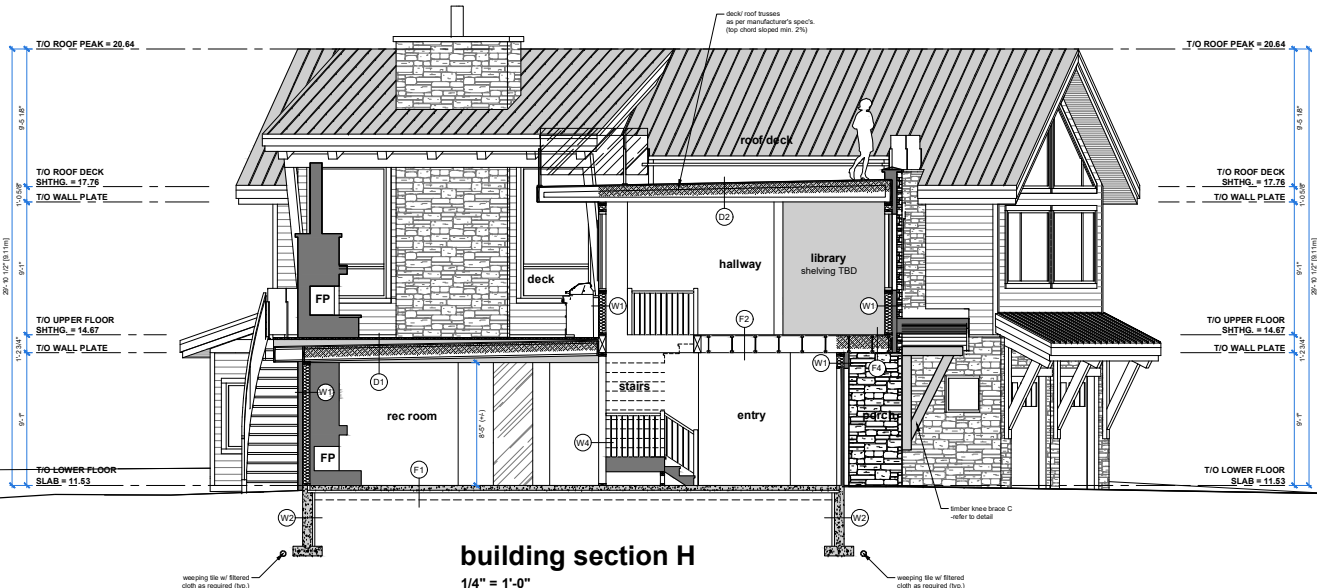 deck/ roof trusses
as per manufacturer's spec's.
(top chord sloped min. 2%)
T/O ROOF PEAK = 20.64
T/O ROOF PEAK = 20.64
9'-5 1/8"
9'-5 1/8"
roof deck
T/O ROOF DECK
SHTHG. = 17.76
T/O WALL PLATE
T/O ROOF DECK
SHTHG. = 17.76
T/O WALL PLATE
1'-0 5/8"
1'-0 5/8"
D2
hallway
library
shelving TBD
deck
FP
W1
W1
F2
29'-10 1/2" [9.11m]
9'-1"
9'-1"
29'-10 1/2" [9.11m]
T/O UPPER FLOOR
SHTHG. = 14.67
T/O WALL PLATE
T/O UPPER FLOOR
SHTHG. = 14.67
T/O WALL PLATE
1'-2 3/4"
1'-2 3/4"
D1
W1
W1
F4
stairs
rec room
8'-5" (+/-)
entry
porch
W4
FP
F1
9'-1"
9'-1"
T/O LOWER FLOOR
SLAB = 11.53
T/O LOWER FLOOR
SLAB = 11.53
timber knee brace C
-refer to detail
W2
W2
building section H
1/4" = 1'-0"
weeping tile w/ filtered
cloth as required (typ.)
weeping tile w/ filtered
cloth as required (typ.)